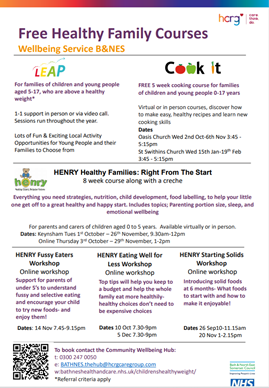 hcrg
Free Healthy Family Courses
Wellbeing Service B&NES
LEAP
Cook It
For families of children and young people
aged 5-17, who are above a healthy
weight*
1-1 support in person or via video call.
Sessions run throughout the year.
Lots of Fun & Exciting Local Activity
Opportunities for Young People and their
Families to Choose from
FREE 5 week cooking course for families
of children and young people 0-17 years
Virtual or in person courses, discover how
to make easy, healthy recipes and learn new
cooking skills
Dates
Oasis Church Wed 2nd Oct-6th Nov 3:45 -
5:15pm
St Swithins Church Wed 15th Jan-19th Feb
3:45 - 5:15pm
henry
HENRY Healthy Families: Right From The Start
8 week course along with a creche
Everything you need strategies, nutrition, child development, food labelling, to help your little
one get off to a great healthy and happy start. Includes topics; Parenting portion size, sleep, and
emotional wellbeing
For parents and carers of children aged 0 to 5 years. Available virtually or in person.
Dates: Keynsham Tues 1st October – 26th November, 9.30am-12pm
Online Thursday 3rd October – 29th November, 1-2pm
HENRY Fussy Eaters
Workshop
Online workshop
Support for parents of
under 5's to understand
fussy and selective eating
and encourage your child
to try new foods- and
enjoy them!
Dates: 14 Nov 7.45-9.15pm
HENRY Eating Well for
Less Workshop
Online workshop
Top tips will help you keep to
a budget and help the whole
family eat more healthily-
healthy choices don't need to
be expensive choices
Dates 10 Oct 7.30-9pm
5 Dec 7.30-9pm
HENRY Starting Solids
Workshop
Online workshop
Introducing solid foods
at 6 months- What foods
to start with and how to
make it enjoyable!
Dates: 26 Sep10-11.15am
20 Nov 1-2.15pm
To book contact the Community Wellbeing Hub:
t: 0300 247 0050
e: BATHNES.thehub@hcrgcaregroup.com
w: wellbeshealthandcare.nhs.uk/childrenshealthyweight/
*Referral criteria apply
NHS